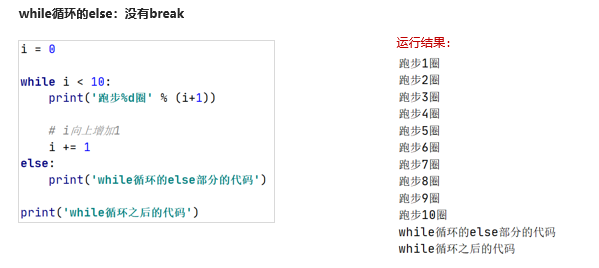 while循环的else：没有break
i = 0
while i < 10:
    print('跑步%d圈' % (i+1))
    # i向上增加1
    i += 1
else:
    print('while循环的else部分的代码')
print('while循环之后的代码')
运行结果：
跑步1圈
跑步2圈
跑步3圈
跑步4圈
跑步5圈
跑步6圈
跑步7圈
跑步8圈
跑步9圈
跑步10圈
while循环的else部分的代码
while循环之后的代码